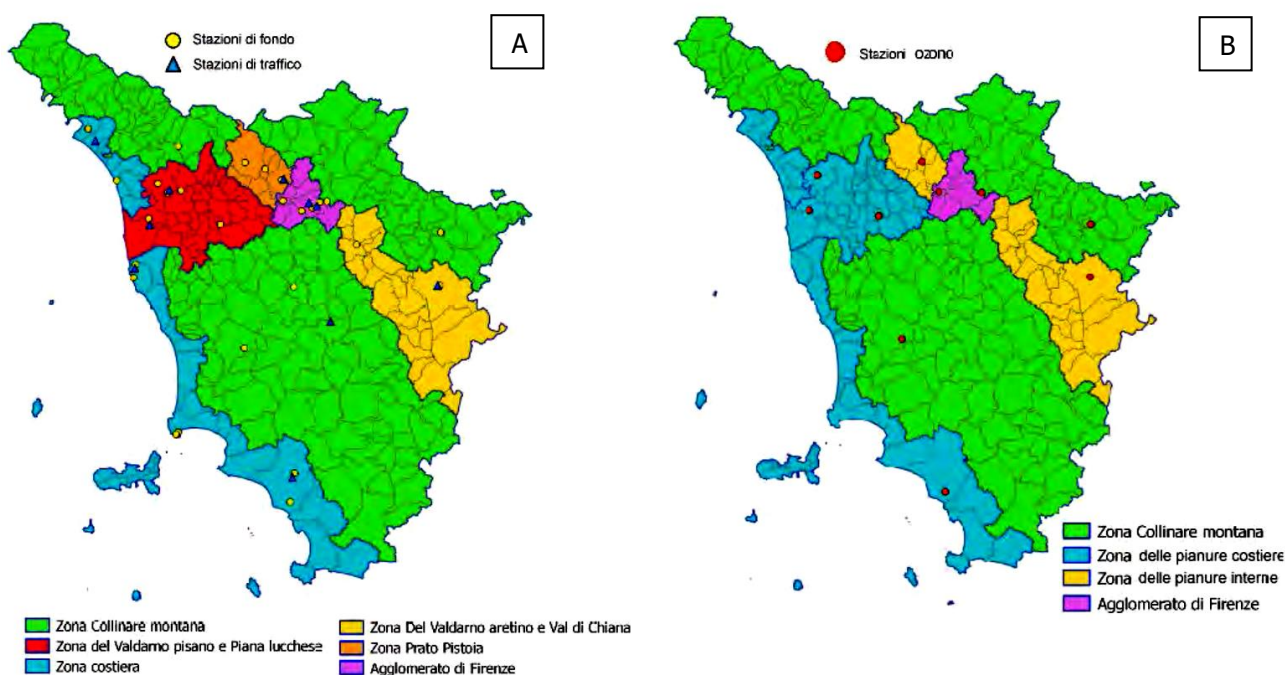 A
Stazioni di fondo
Stazioni di traffico
Zona Collinare montana
Zona del Valdarno pisano e Piana lucchese
Zona costiera
Zona Del Valdarno aretino e Val di Chiana
Zona Prato Pistoia
Agglomerato di Firenze
B
Stazioni ozono
Zona Collinare montana
Zona delle pianure costiere
Zona delle pianure interne
Agglomerato di Firenze